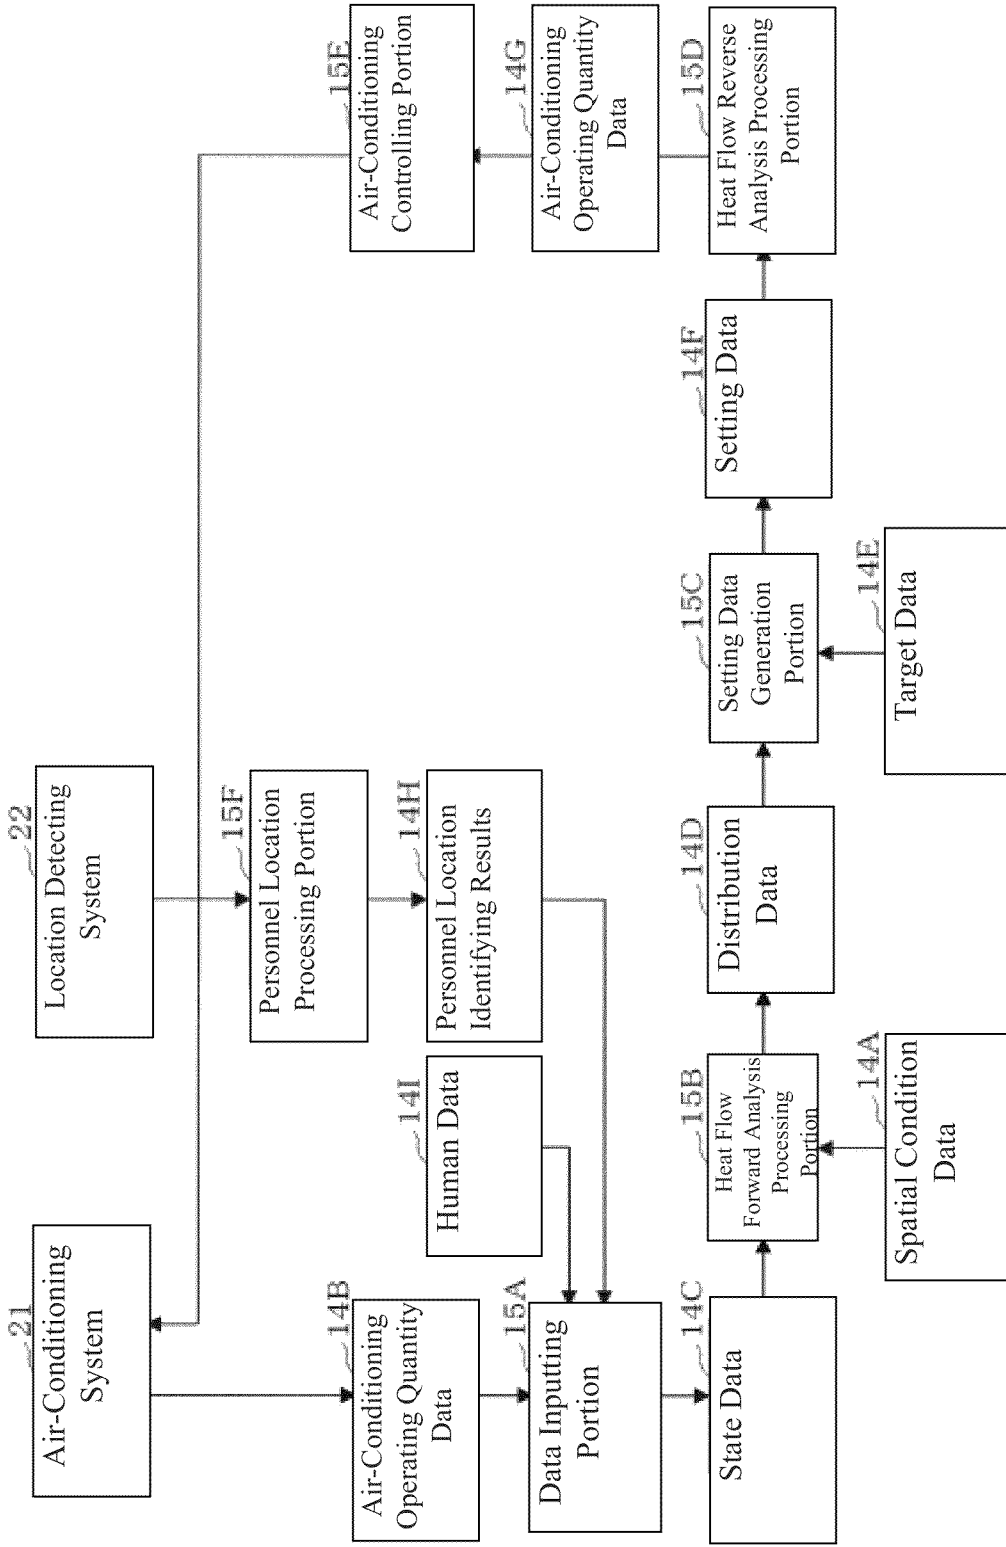 21
Air-Conditioning
System
22
Location Detecting
System
15F
Personnel Location
Processing Portion
15E
Air-Conditioning
Controlling Portion
14B
Air-Conditioning
Operating Quantity
Data
14I
Human Data
14H
Personnel Location
Identifying Results
14G
Air-Conditioning
Operating Quantity
Data
15A
Data Inputting
Portion
14C
State Data
15B
Heat Flow
Forward Analysis
Processing
Portion
14D
Distribution
Data
15C
Setting Data
Generation
Portion
14F
Setting Data
15D
Heat Flow Reverse
Analysis Processing
Portion
14A
Spatial Condition
Data
14E
Target Data